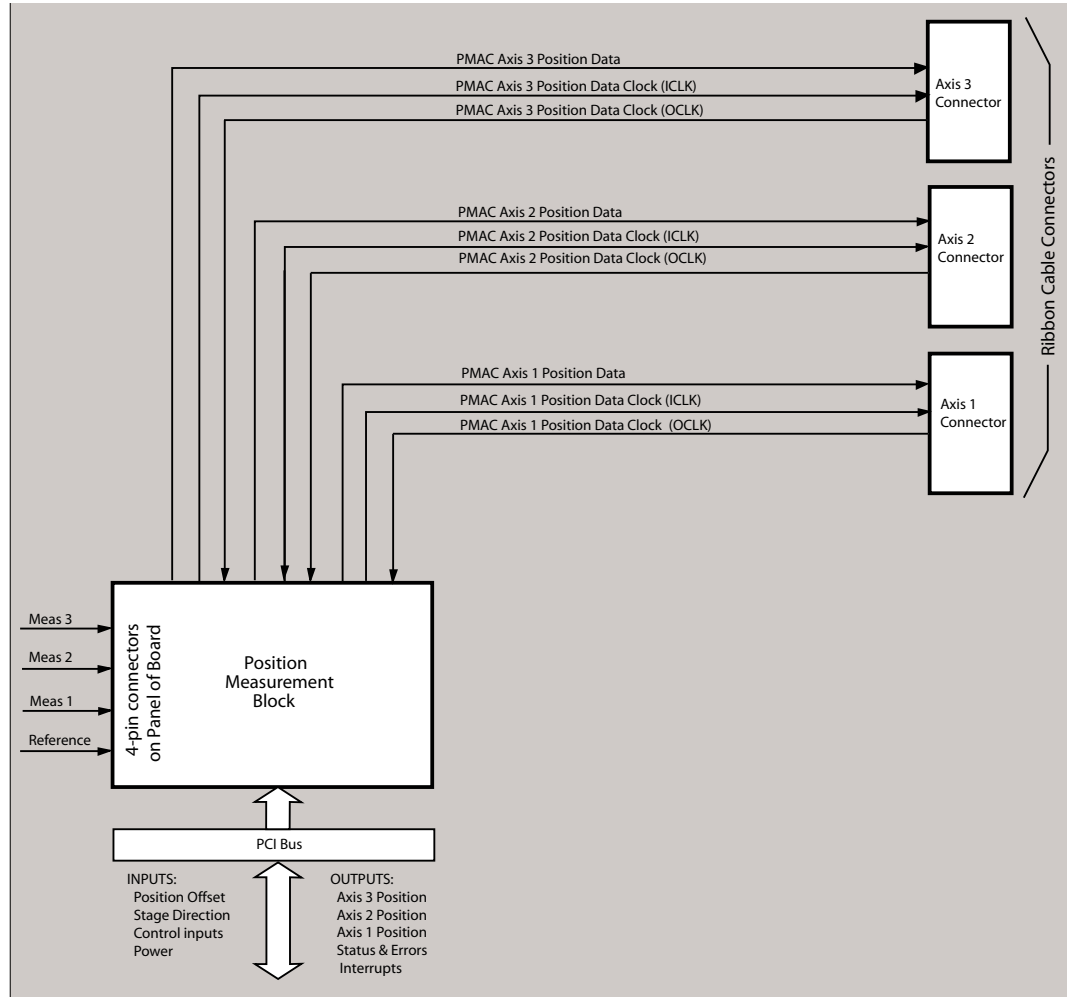 PMAC Axis 3 Position Data
PMAC Axis 3 Position Data Clock (ICLK)
PMAC Axis 3 Position Data Clock (OCLK)
Axis 3
Connector
PMAC Axis 2 Position Data
PMAC Axis 2 Position Data Clock (ICLK)
PMAC Axis 2 Position Data Clock (OCLK)
Axis 2
Connector
PMAC Axis 1 Position Data
PMAC Axis 1 Position Data Clock (ICLK)
PMAC Axis 1 Position Data Clock (OCLK)
Axis 1
Connector
Ribbon Cable Connectors
Meas 3
Meas 2
Meas 1
Reference
4-pin connectors
on Panel of Board
Position
Measurement
Block
PCI Bus
INPUTS:
Position Offset
Stage Direction
Control inputs
Power
OUTPUTS:
Axis 3 Position
Axis 2 Position
Axis 1 Position
Status & Errors
Interrupts